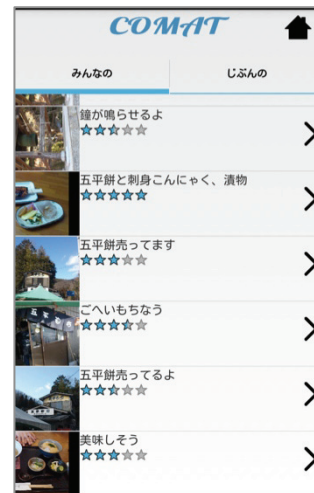 COMAT
みんなの
じぶんの
鐘が鳴らせるよ
五平餅と刺身こんにゃく、漬物
五平餅売ってます
ごへいもちなう
五平餅売ってるよ
美味しそう